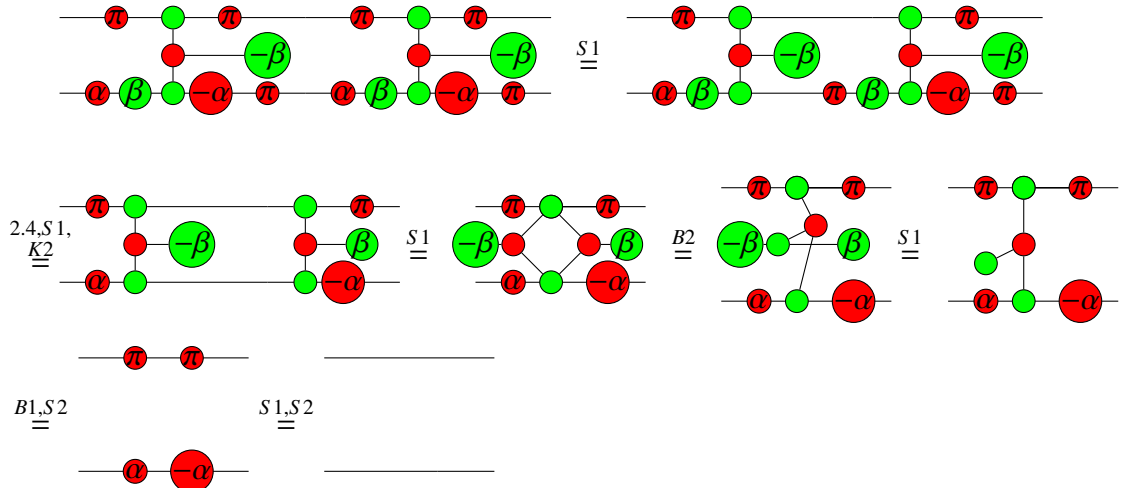 π π π π π π
−β −β S1 = −β −β
α β −α π α β −α π α β π β −α π
π π π π π π π π
2.4,S1, K2 = −β β S1 = −β β B2 = −β β S1 =
α −α α −α α −α α −α
π π
B1,S2 = S1,S2 =
α −α